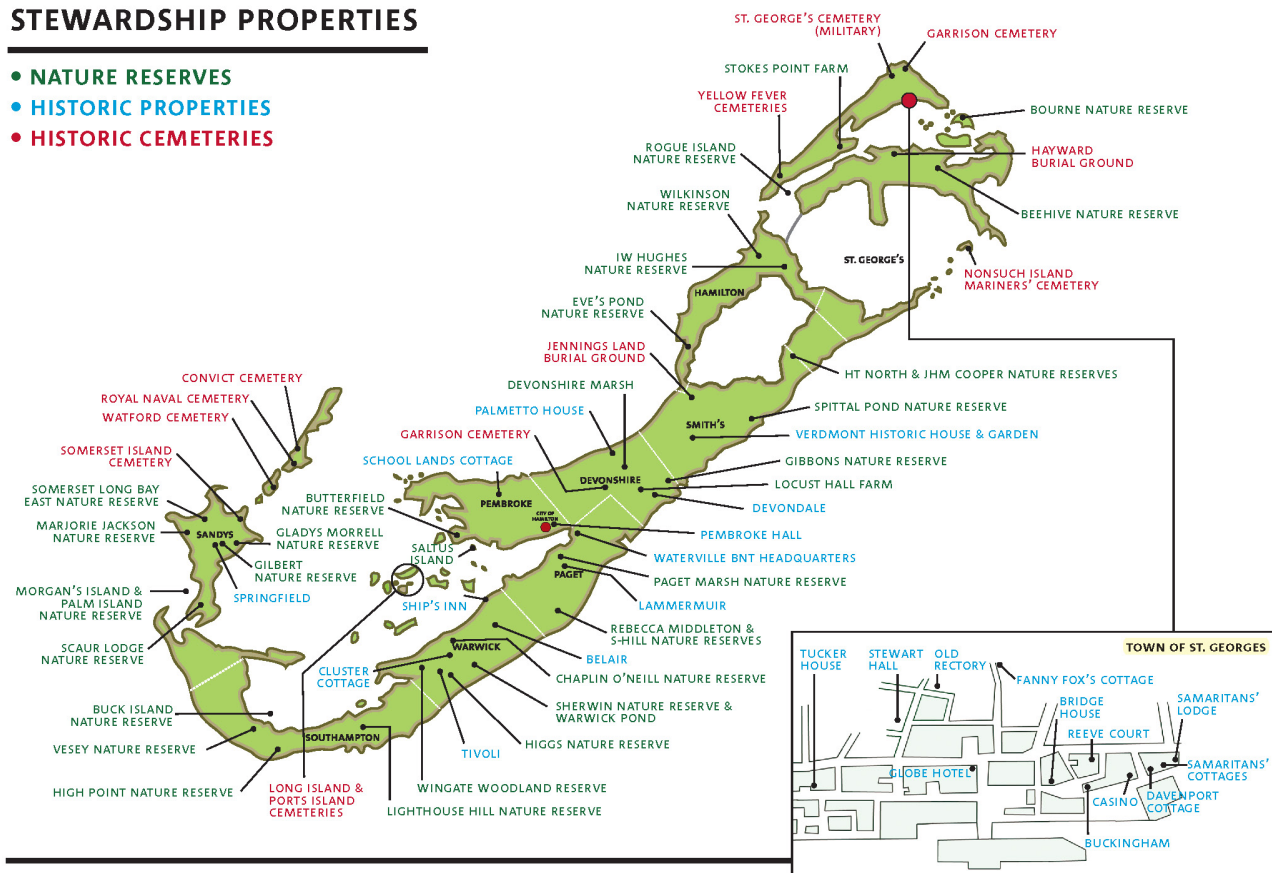 STEWARDSHIP PROPERTIES
• NATURE RESERVES
• HISTORIC PROPERTIES
• HISTORIC CEMETERIES
ST. GEORGE'S CEMETERY
(MILITARY)
GARRISON CEMETERY
STOKES POINT FARM
YELLOW FEVER
CEMETERIES
BOURNE NATURE RESERVE
ROGUE ISLAND
NATURE RESERVE
HAYWARD
BURIAL GROUND
WILKINSON
NATURE RESERVE
BEEHIVE NATURE RESERVE
IW HUGHES
NATURE RESERVE
ST. GEORGE'S
NONSUCH ISLAND
MARINERS' CEMETERY
HAMILTON
EVE'S POND
NATURE RESERVE
JENNINGS LAND
BURIAL GROUND
HT NORTH & JHM COOPER NATURE RESERVES
CONVICT CEMETERY
DEVONSHIRE MARSH
ROYAL NAVAL CEMETERY
PALMETTO HOUSE
SPITTAL POND NATURE RESERVE
WATFORD CEMETERY
SMITH'S
GARRISON CEMETERY
VERDMONT HISTORIC HOUSE & GARDEN
SOMERSET ISLAND
CEMETERY
SCHOOL LANDS COTTAGE
GIBBONS NATURE RESERVE
DEVONSHIRE
LOCUST HALL FARM
SOMERSET LONG BAY
EAST NATURE RESERVE
BUTTERFIELD
NATURE RESERVE
PEMBROKE
DEVONDALE
CITY OF
HAMILTON
MARJORIE JACKSON
NATURE RESERVE
SANDYS
GLADYS MORRELL
NATURE RESERVE
PEMBROKE HALL
SALTUS
ISLAND
WATERVILLE BNT HEADQUARTERS
GILBERT
NATURE RESERVE
PAGET
PAGET MARSH NATURE RESERVE
MORGAN'S ISLAND &
PALM ISLAND
NATURE RESERVE
SPRINGFIELD
SHIP'S INN
LAMMERMUIR
REBECCA MIDDLETON &
S-HILL NATURE RESERVES
SCAUR LODGE
NATURE RESERVE
WARWICK
BELAIR
CLUSTER
COTTAGE
CHAPLIN O'NEILL NATURE RESERVE
BUCK ISLAND
NATURE RESERVE
SHERWIN NATURE RESERVE &
WARWICK POND
SOUTHAMPTON
VESEY NATURE RESERVE
TIVOLI
HIGGS NATURE RESERVE
HIGH POINT NATURE RESERVE
LONG ISLAND &
PORTS ISLAND
CEMETERIES
WINGATE WOODLAND RESERVE
LIGHTHOUSE HILL NATURE RESERVE
TOWN OF ST. GEORGES
TUCKER
HOUSE
STEWART
HALL
OLD
RECTORY
FANNY FOX'S COTTAGE
BRIDGE
HOUSE
SAMARITANS'
LODGE
REEVE COURT
GLOBE HOTEL
SAMARITANS'
COTTAGES
CASINO
DAVENPORT
COTTAGE
BUCKINGHAM